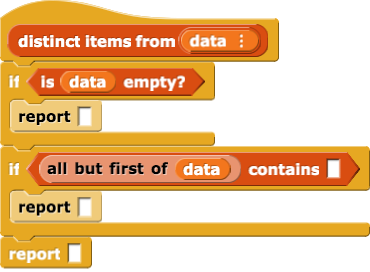 distinct items from data ⋮
if is data empty?
report
if all but first of data contains
report
report